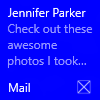 Jennifer Parker
Check out these
awesome
photos I took...
Mail